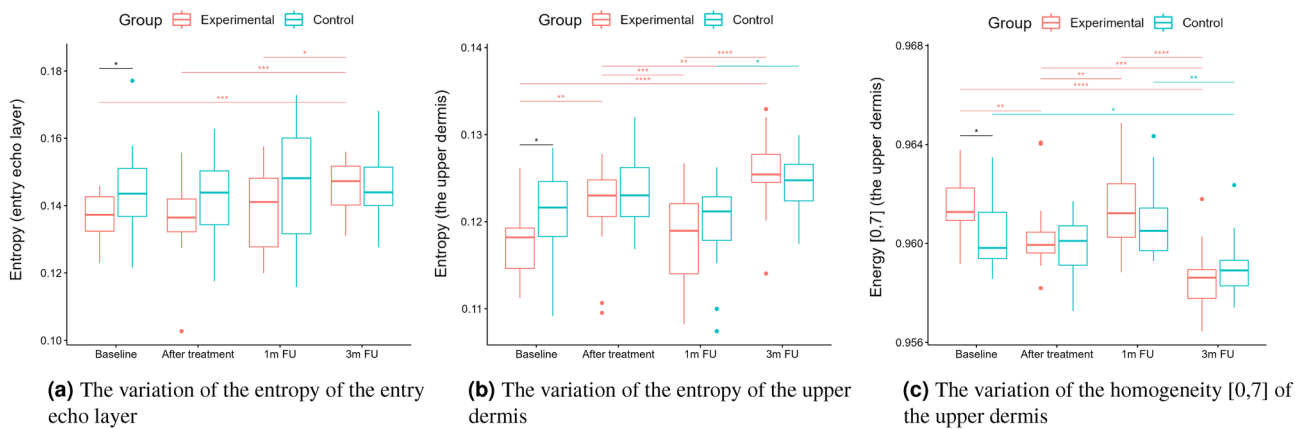 Group Experimental Control
Entropy (entry echo layer)
0.18
0.16
0.14
0.12
0.10
*
***
***
*
Baseline After treatment 1m FU 3m FU
(a) The variation of the entropy of the entry
echo layer
Group Experimental Control
Entropy (the upper dermis)
0.14
0.13
0.12
0.11
****
**
***
*
****
**
*
Baseline After treatment 1m FU 3m FU
(b) The variation of the entropy of the upper
dermis
Group Experimental Control
Energy [0,7] (the upper dermis)
0.968
0.964
0.960
0.956
****
***
**
**
****
**
*
*
Baseline After treatment 1m FU 3m FU
(c) The variation of the homogeneity [0,7] of
the upper dermis